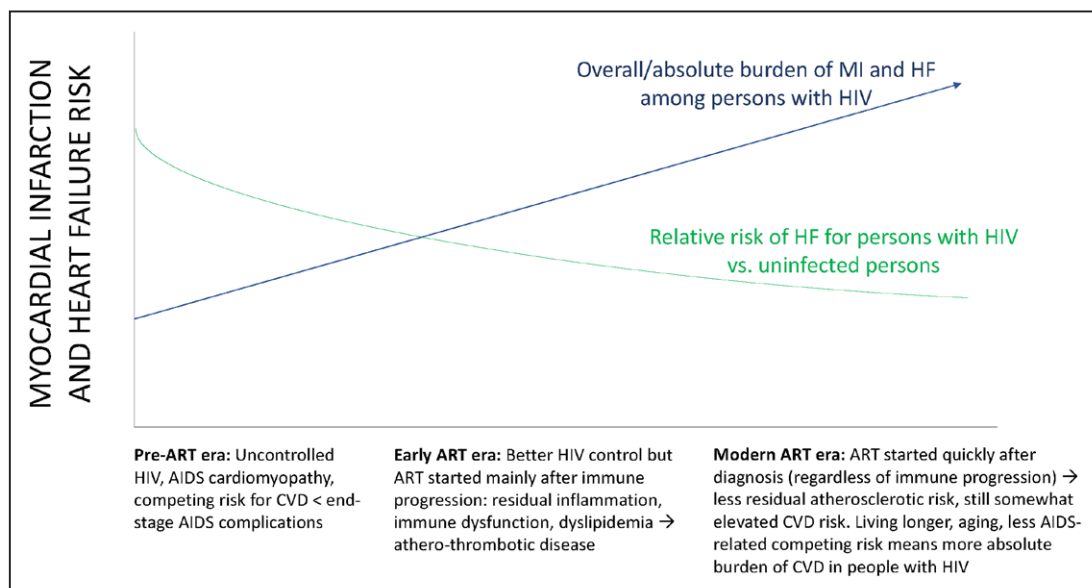 MYOCARDIAL INFARCTION
AND HEART FAILURE RISK
Overall/absolute burden of MI and HF
among persons with HIV
Relative risk of HF for persons with HIV
vs. uninfected persons
Pre-ART era: Uncontrolled
HIV, AIDS cardiomyopathy,
competing risk for CVD < end-
stage AIDS complications
Early ART era: Better HIV control but
ART started mainly after immune
progression: residual inflammation,
immune dysfunction, dyslipidemia →
athero-thrombotic disease
Modern ART era: ART started quickly after
diagnosis (regardless of immune progression) →
less residual atherosclerotic risk, still somewhat
elevated CVD risk. Living longer, aging, less AIDS-
related competing risk means more absolute
burden of CVD in people with HIV